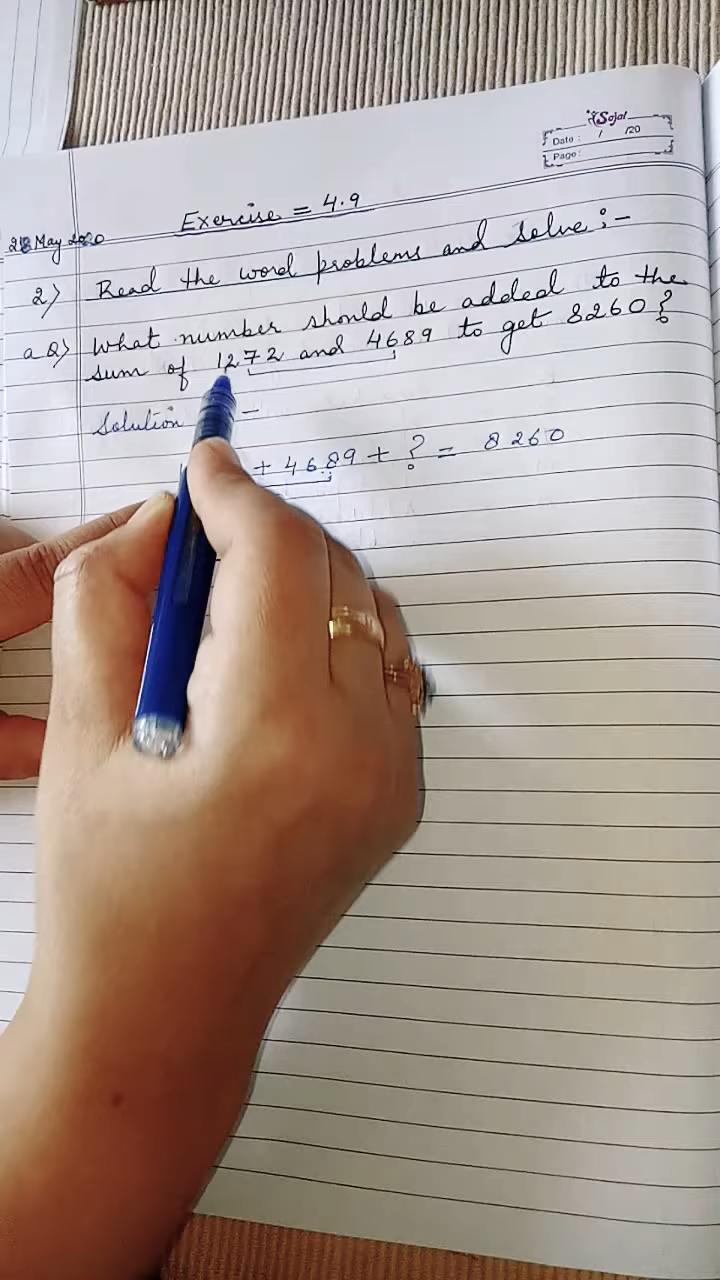 Sajal
Date : / /20
Page :
Exercise = 4.9
May 2020
2) Read the word problems and solve :-
a Q) What number should be added to the
sum of 1272 and 4689 to get 8260?
Solution -
+ 4689 + ? = 8260